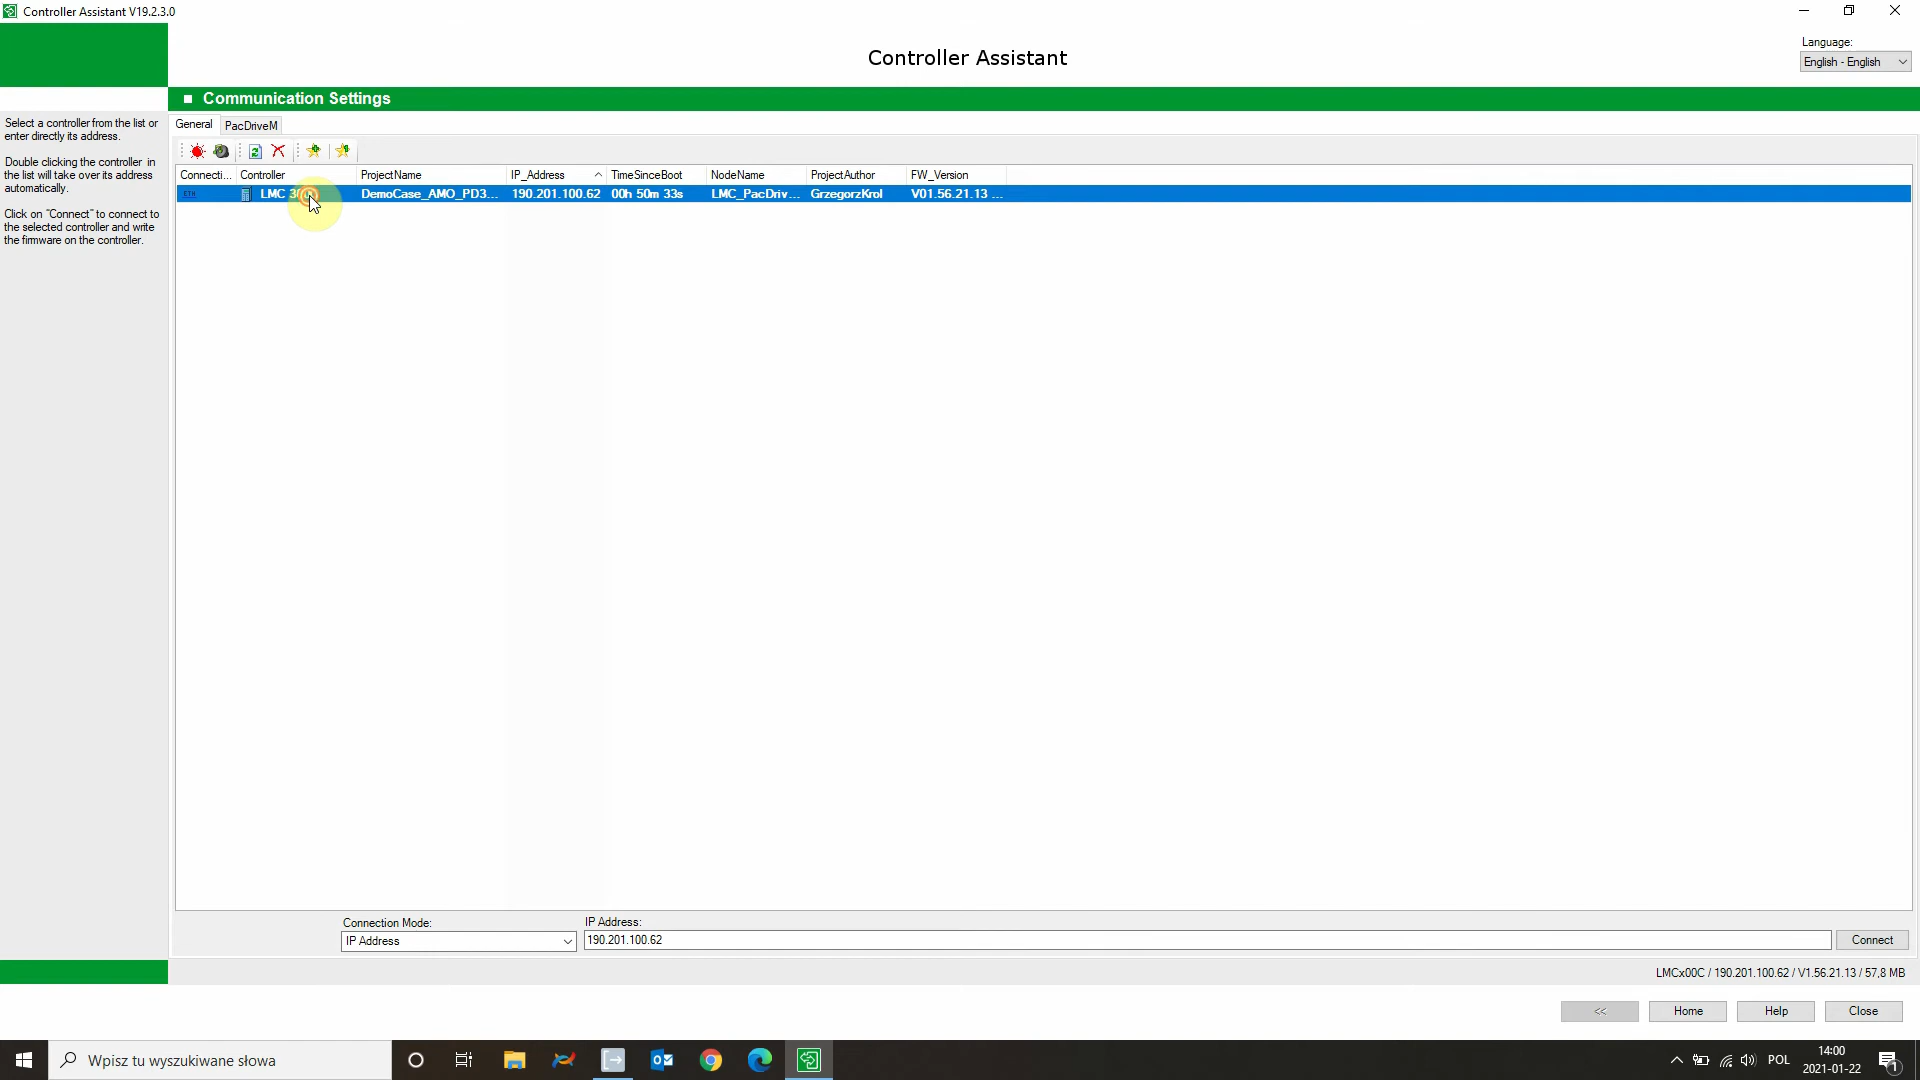 Controller Assistant V19.2.3.0
Controller Assistant
Language:
English - English
Communication Settings
Select a controller from the list or
enter directly its address.
Double clicking the controller in
the list will take over its address
automatically.
Click on "Connect" to connect to
the selected controller and write
the firmware on the controller.
General PacDriveM
Connecti... Controller ProjectName IP_Address TimeSinceBoot NodeName ProjectAuthor FW_Version
ETH LMC DemoCase_AMO_PD3... 190.201.100.62 00h 50m 33s LMC_PacDriv... GrzegorzKrol V01.56.21.13 ...
Connection Mode:
IP Address
IP Address:
190.201.100.62
Connect
LMCx00C / 190.201.100.62 / V1.56.21.13 / 57,8 MB
<< Home Help Close
Wpisz tu wyszukiwane słowa
POL
14:00
2021-01-22
1